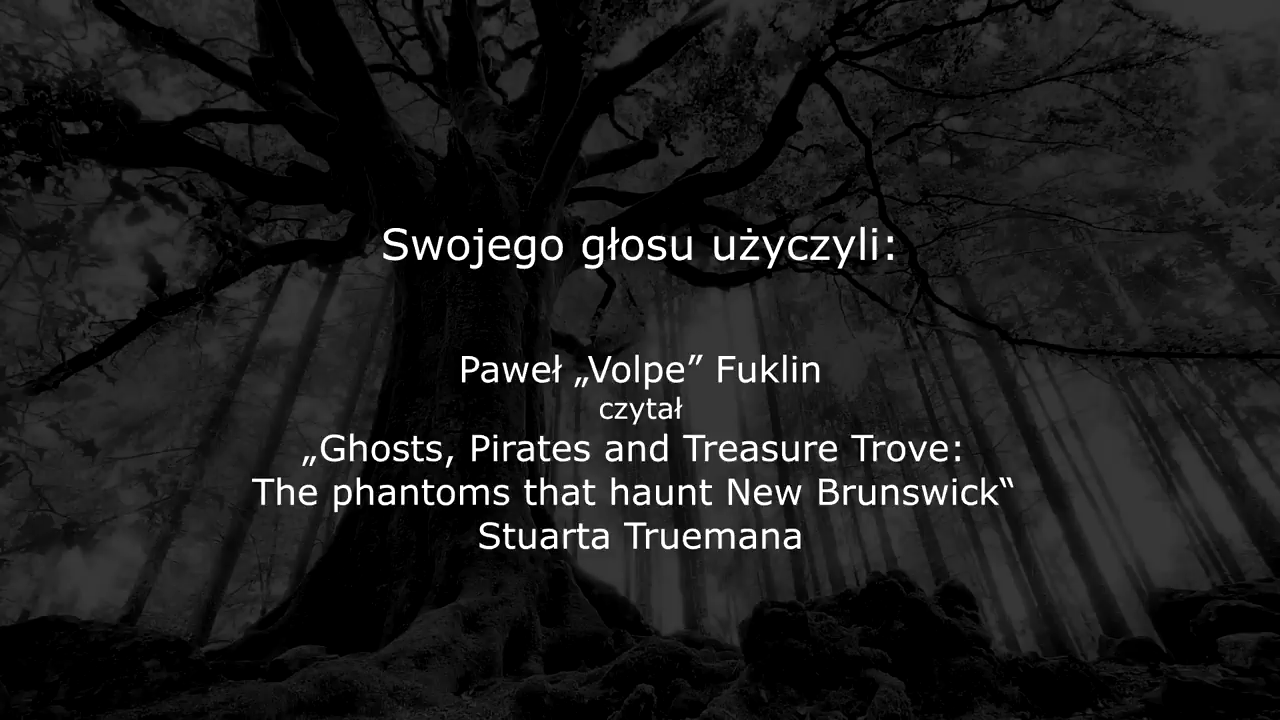 Swojego głosu użyczyli:
Paweł „Volpe” Fuklin
czytał
„Ghosts, Pirates and Treasure Trove:
The phantoms that haunt New Brunswick“
Stuarta Truemana